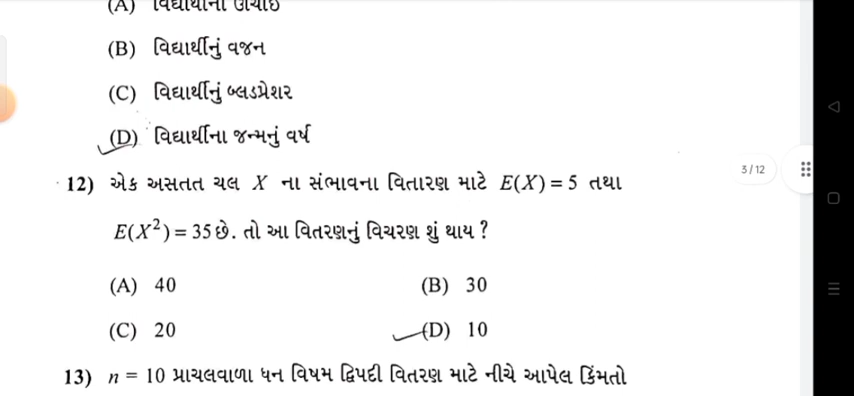 (A) વિદ્યાર્થીની ઊંચાઈ
(B) વિદ્યાર્થીનું વજન
(C) વિદ્યાર્થીનું બ્લડપ્રેશર
(D) વિદ્યાર્થીના જન્મનું વર્ષ
12) એક અસતત ચલ X ના સંભાવના વિતારણ માટે E(X) = 5 તથા
3 / 12
E(X²) = 35 છે. તો આ વિતરણનું વિચરણ શું થાય ?
(A) 40 (B) 30
(C) 20 (D) 10
13) n = 10 પ્રાચલવાળા ધન વિષમ દ્વિપદી વિતરણ માટે નીચે આપેલ કિંમતો